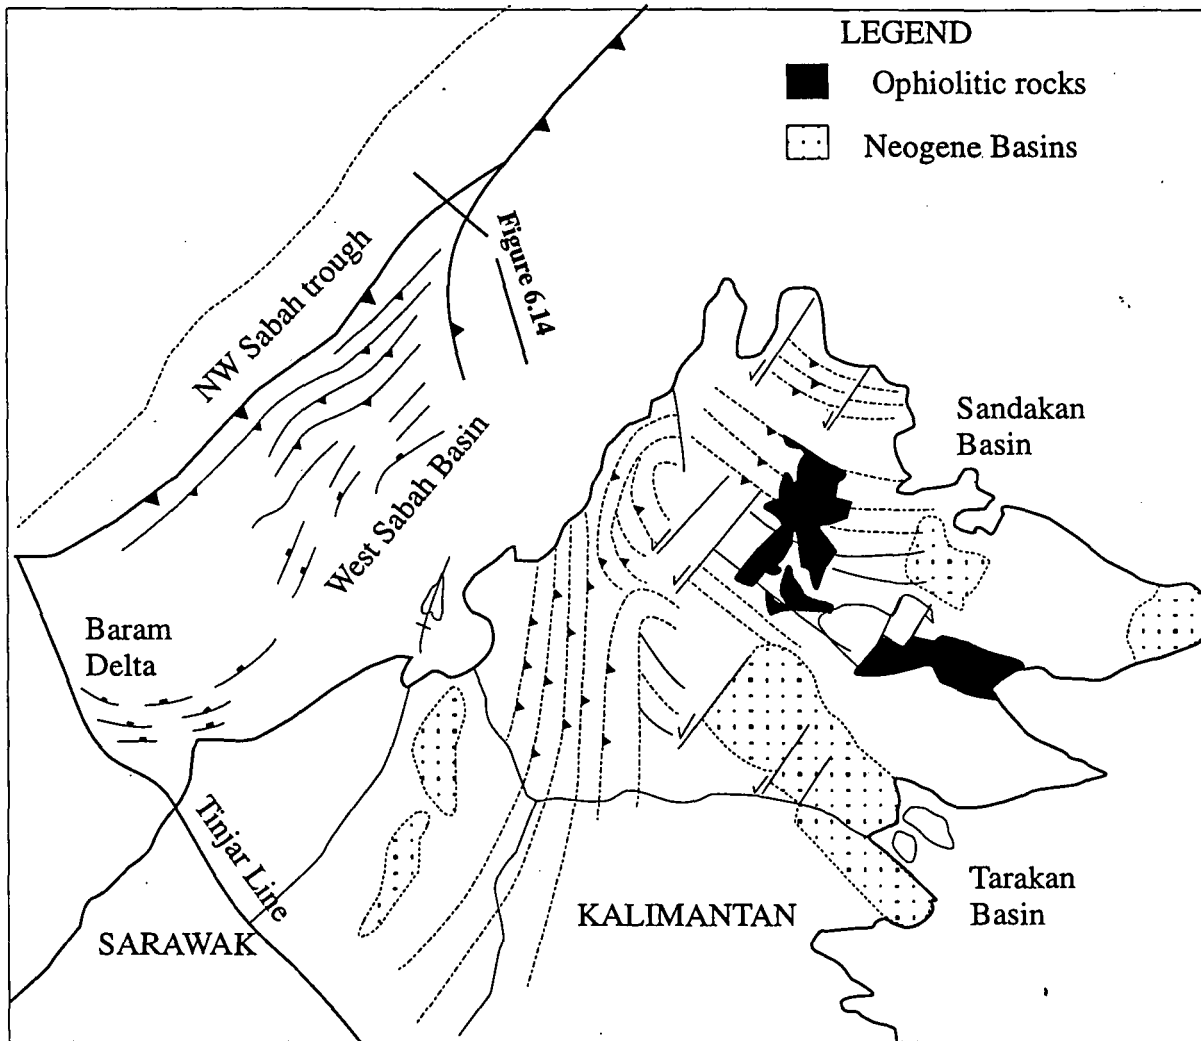 LEGEND
Ophiolitic rocks
Neogene Basins
Figure 6.14
NW Sabah trough
Sandakan
Basin
West Sabah Basin
Baram
Delta
Tinjar Line
Tarakan
Basin
KALIMANTAN
SARAWAK